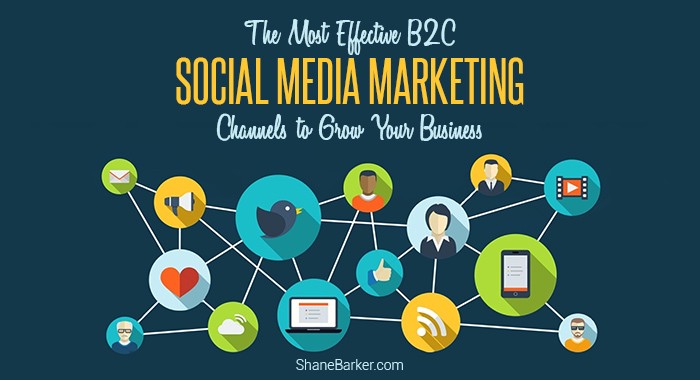 The Most Effective B2C
SOCIAL MEDIA MARKETING
Channels to Grow Your Business
ShaneBarker.com